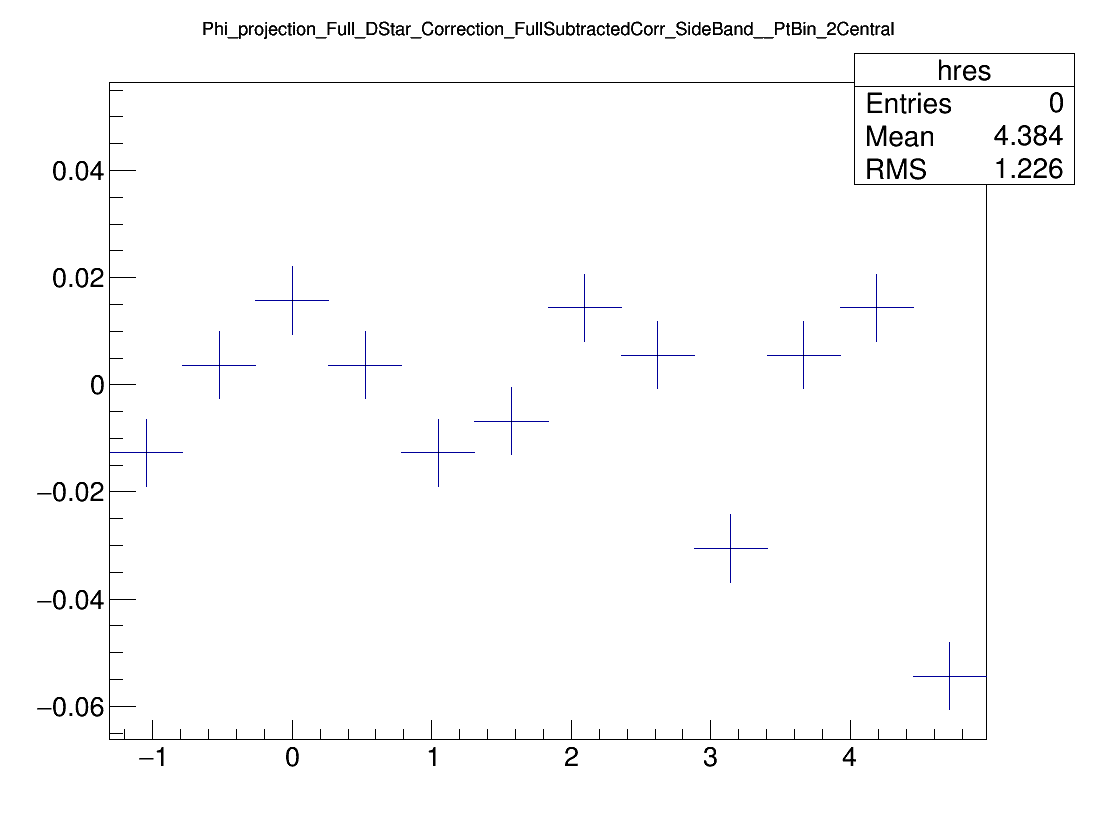 Phi_projection_Full_DStar_Correction_FullSubtractedCorr_SideBand__PtBin_2Central
hres
Entries 0
Mean 4.384
RMS 1.226
0.04
0.02
0
−0.02
−0.04
−0.06
−1 0 1 2 3 4